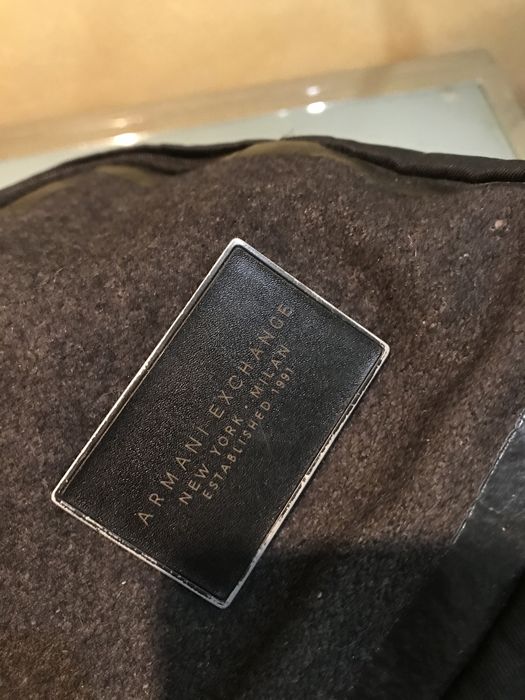 ARMANI EXCHANGE
NEW YORK · MILAN
ESTABLISHED 1991